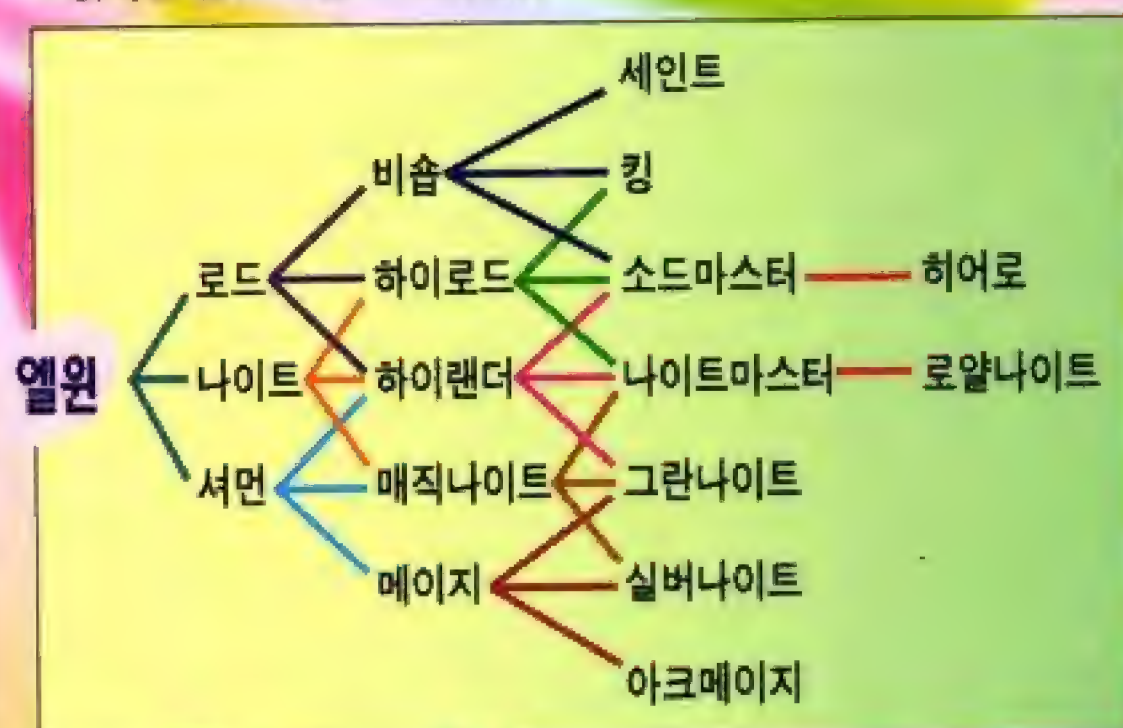 세인트
비숍
킹
로드
하이로드
소드마스터
히어로
엘윈
나이트
하이랜더
나이트마스터
로얄나이트
셔먼
매직나이트
그란나이트
메이지
실버나이트
아크메이지